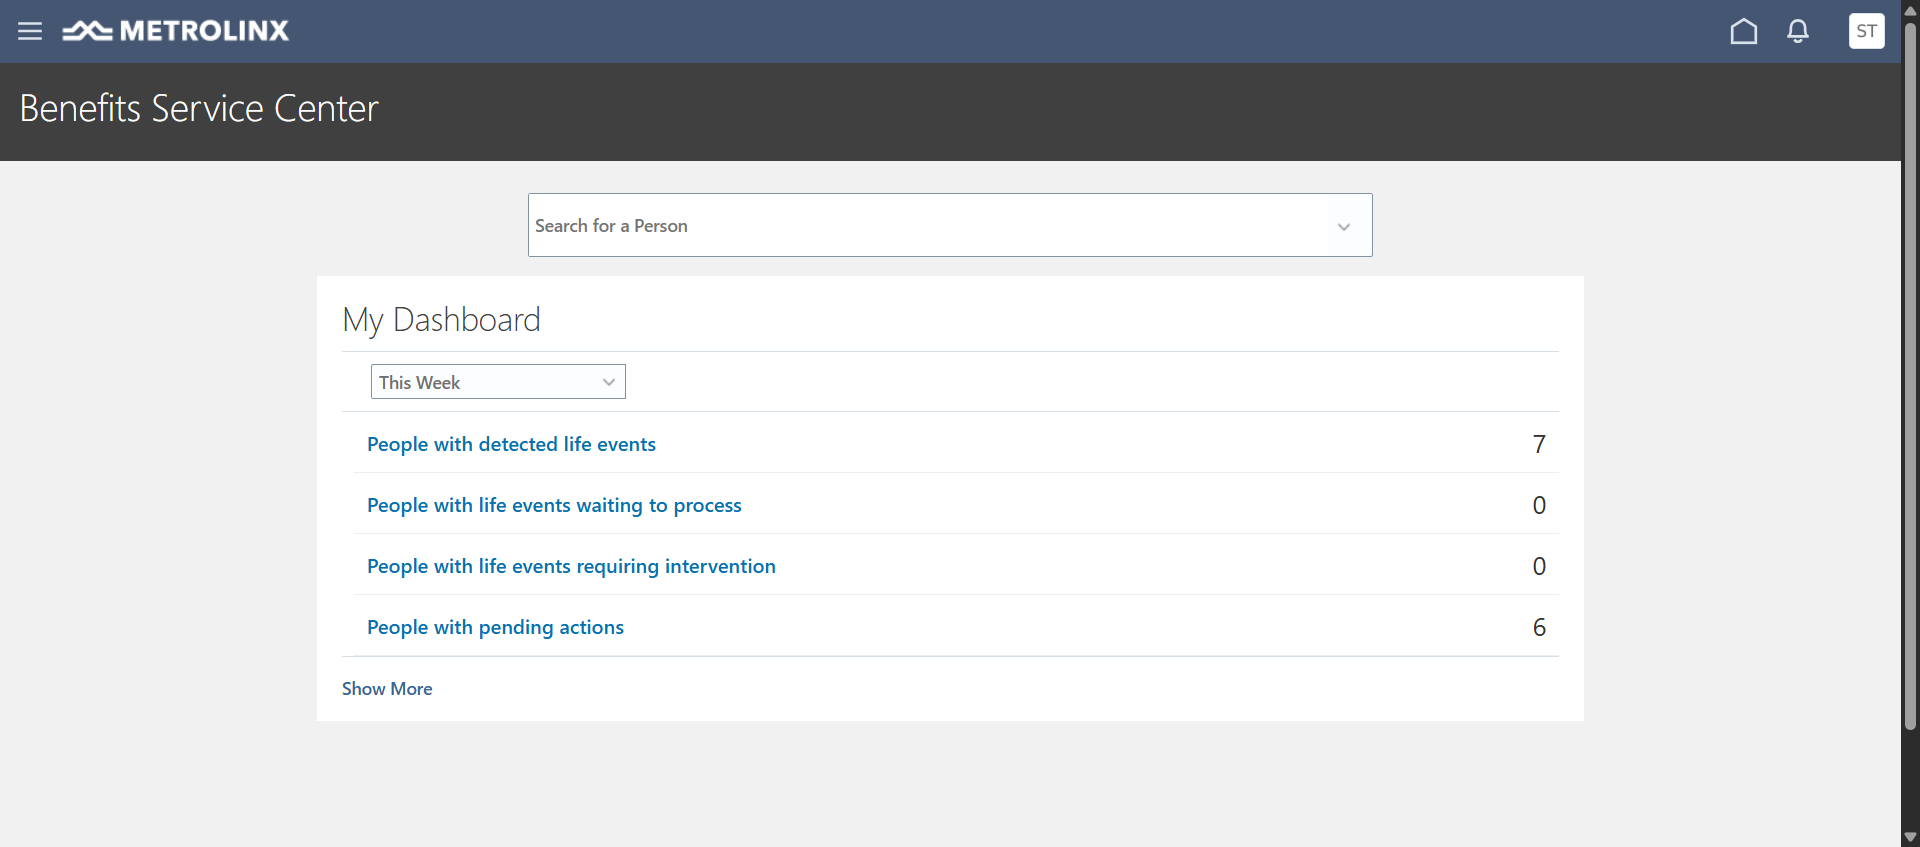 METROLINX
ST
Benefits Service Center
Search for a Person
My Dashboard
This Week
People with detected life events 7
People with life events waiting to process 0
People with life events requiring intervention 0
People with pending actions 6
Show More